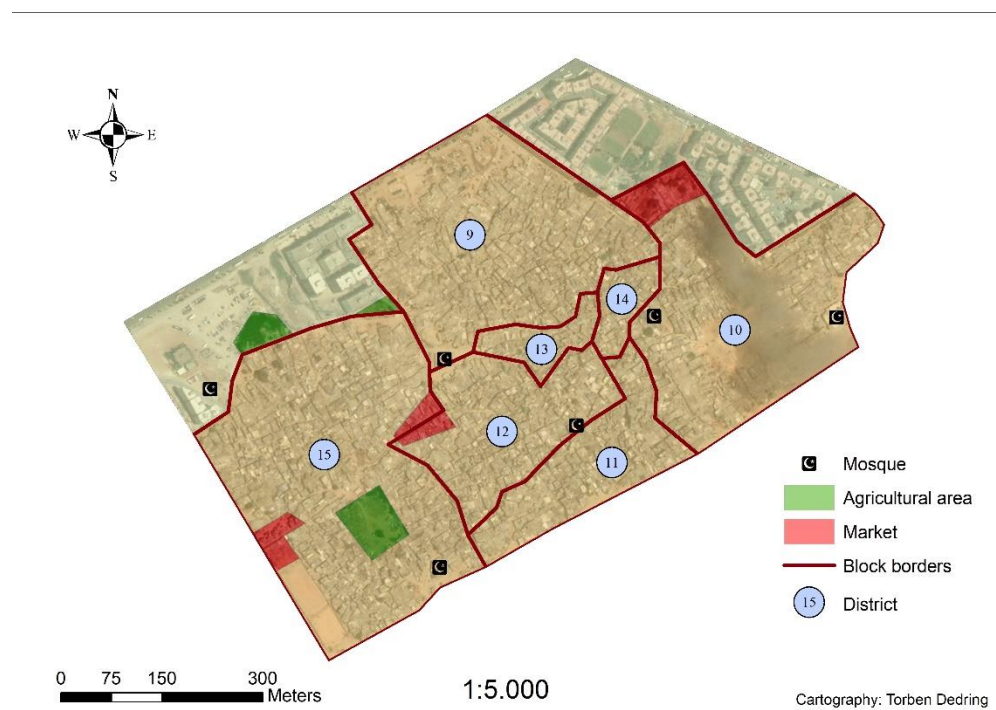 N
W E
S
9
14
10
13
12
15
11
Mosque
Agricultural area
Market
Block borders
15 District
0 75 150 300
Meters
1:5.000
Cartography: Torben Dedring